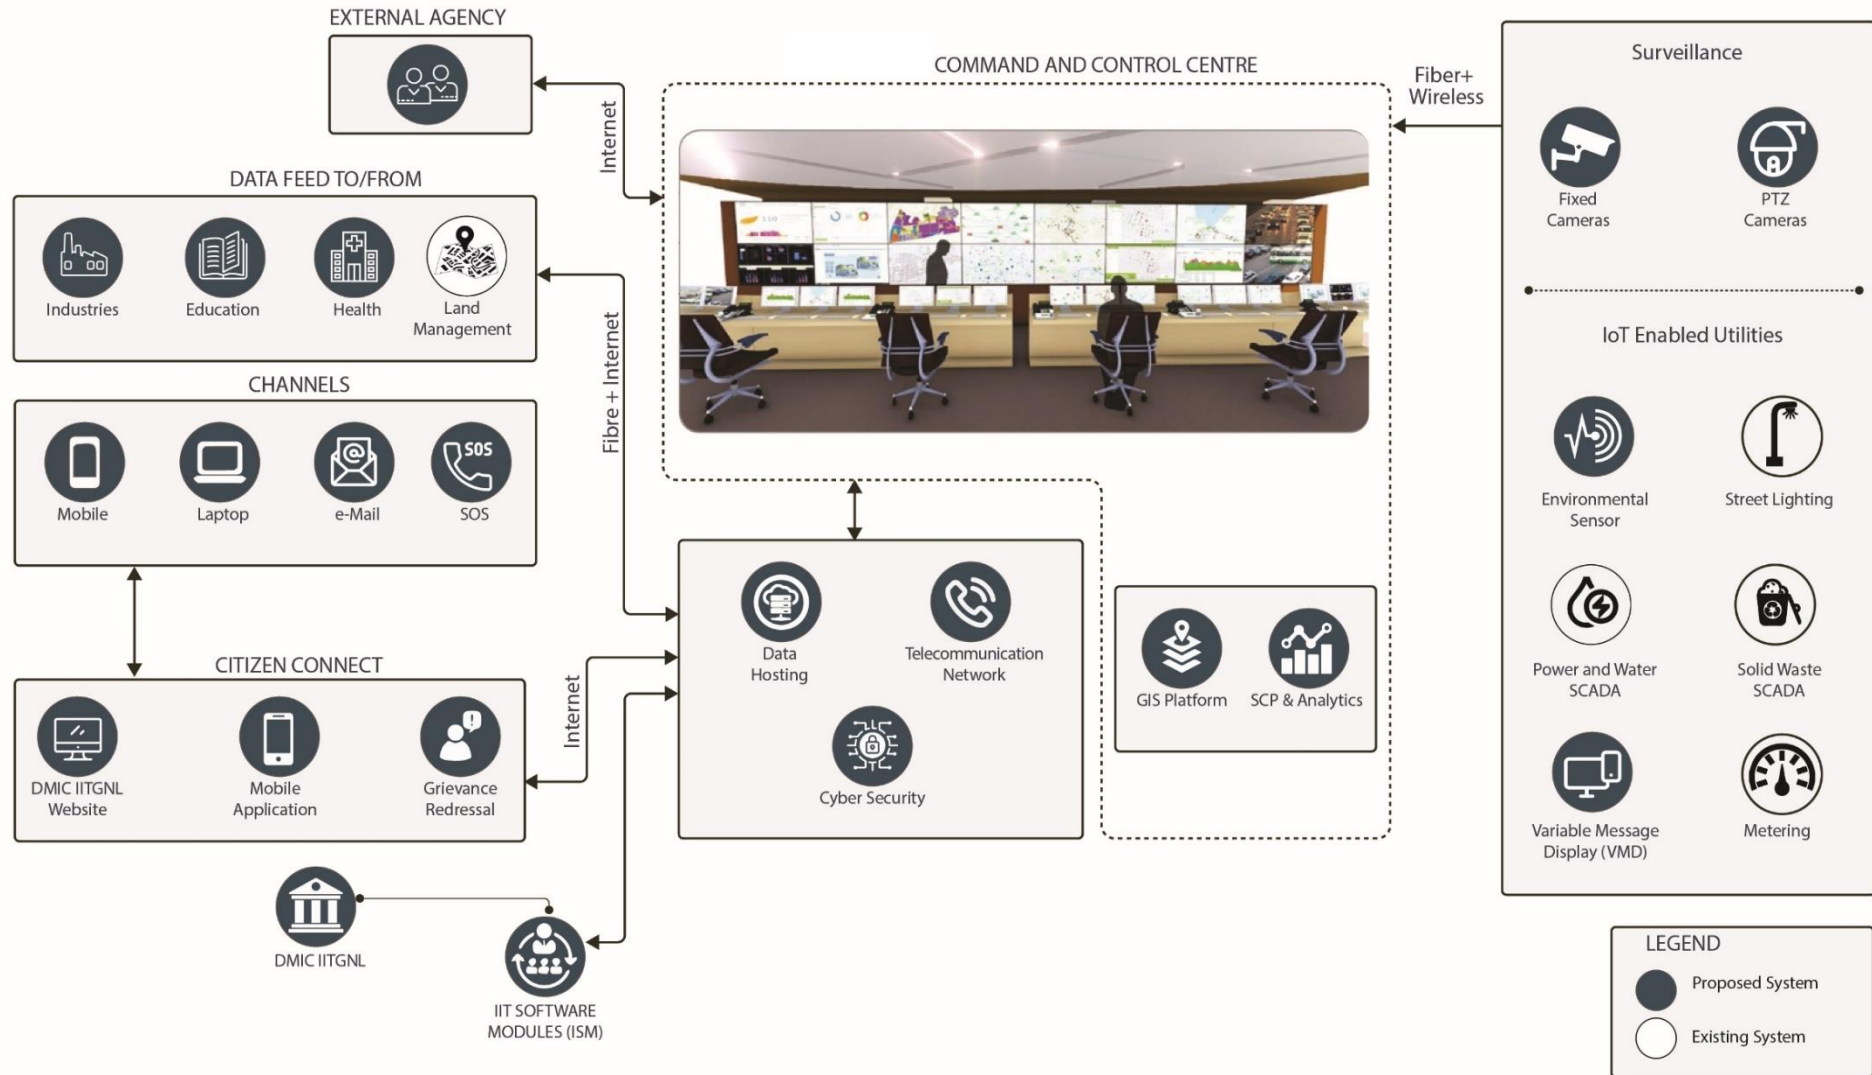 EXTERNAL AGENCY
COMMAND AND CONTROL CENTRE
Internet
Fiber+
Wireless
Surveillance
Fixed
Cameras
PTZ
Cameras
DATA FEED TO/FROM
Industries
Education
Health
Land
Management
Fibre + Internet
IoT Enabled Utilities
Environmental
Sensor
Street Lighting
Power and Water
SCADA
Solid Waste
SCADA
Variable Message
Display (VMD)
Metering
CHANNELS
Mobile
Laptop
e-Mail
SOS
SOS
Data
Hosting
Telecommunication
Network
Cyber Security
GIS Platform
SCP & Analytics
CITIZEN CONNECT
DMIC IITGNL
Website
Mobile
Application
Grievance
Redressal
Internet
DMIC IITGNL
IIT SOFTWARE
MODULES (ISM)
LEGEND
Proposed System
Existing System